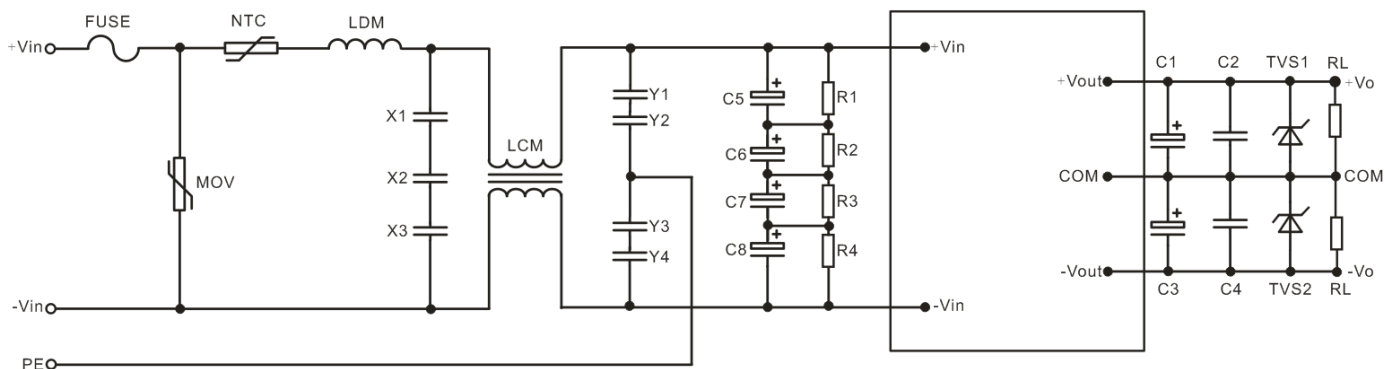 FUSE
NTC
LDM
+Vin
MOV
X1
X2
X3
LCM
Y1
Y2
Y3
Y4
C5
+
C6
+
C7
+
C8
+
R1
R2
R3
R4
-Vin
PE
+Vin
-Vin
+Vout
COM
-Vout
C1
C2
TVS1
RL
+Vo
+
COM
+
-Vo
C3
C4
TVS2
RL